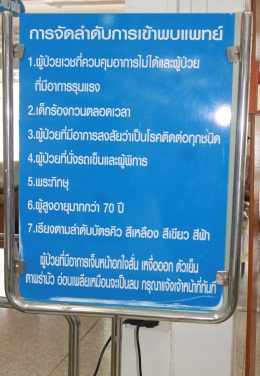 การจัดลำดับการเข้าพบแพทย์
1.ผู้ป่วยเวชที่ควบคุมอาการไม่ได้และผู้ป่วย
ที่มีอาการรุนแรง
2.เด็กร้องกวนตลอดเวลา
3.ผู้ป่วยที่มีอาการสงสัยว่าเป็นโรคติดต่อทุกชนิด
4.ผู้ป่วยที่นั่งรถเข็นและผู้พิการ
5.พระภิกษุ
6.ผู้สูงอายุมากกว่า 70 ปี
7.เรียงตามลำดับบัตรคิว สีเหลือง สีเขียว สีฟ้า
ผู้ป่วยที่มีอาการเจ็บหน้าอกใจสั่น เหงื่อออก ตัวเย็น
ตาพร่ามัว อ่อนเพลียเหมือนจะเป็นลม กรุณาแจ้งเจ้าหน้าที่ทันที